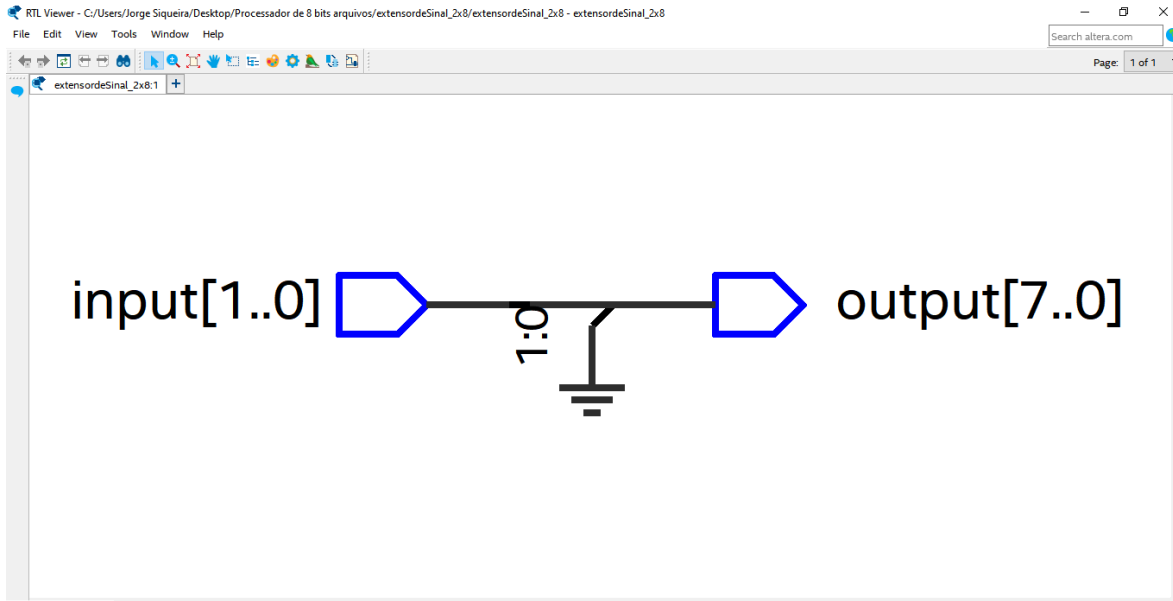 RTL Viewer - C:/Users/Jorge Siqueira/Desktop/Processador de 8 bits arquivos/extensordeSinal_2x8/extensordeSinal_2x8 - extensordeSinal_2x8
File Edit View Tools Window Help
Search altera.com
Page: 1 of 1
extensordeSinal_2x8:1
input[1..0]
1:0
output[7..0]